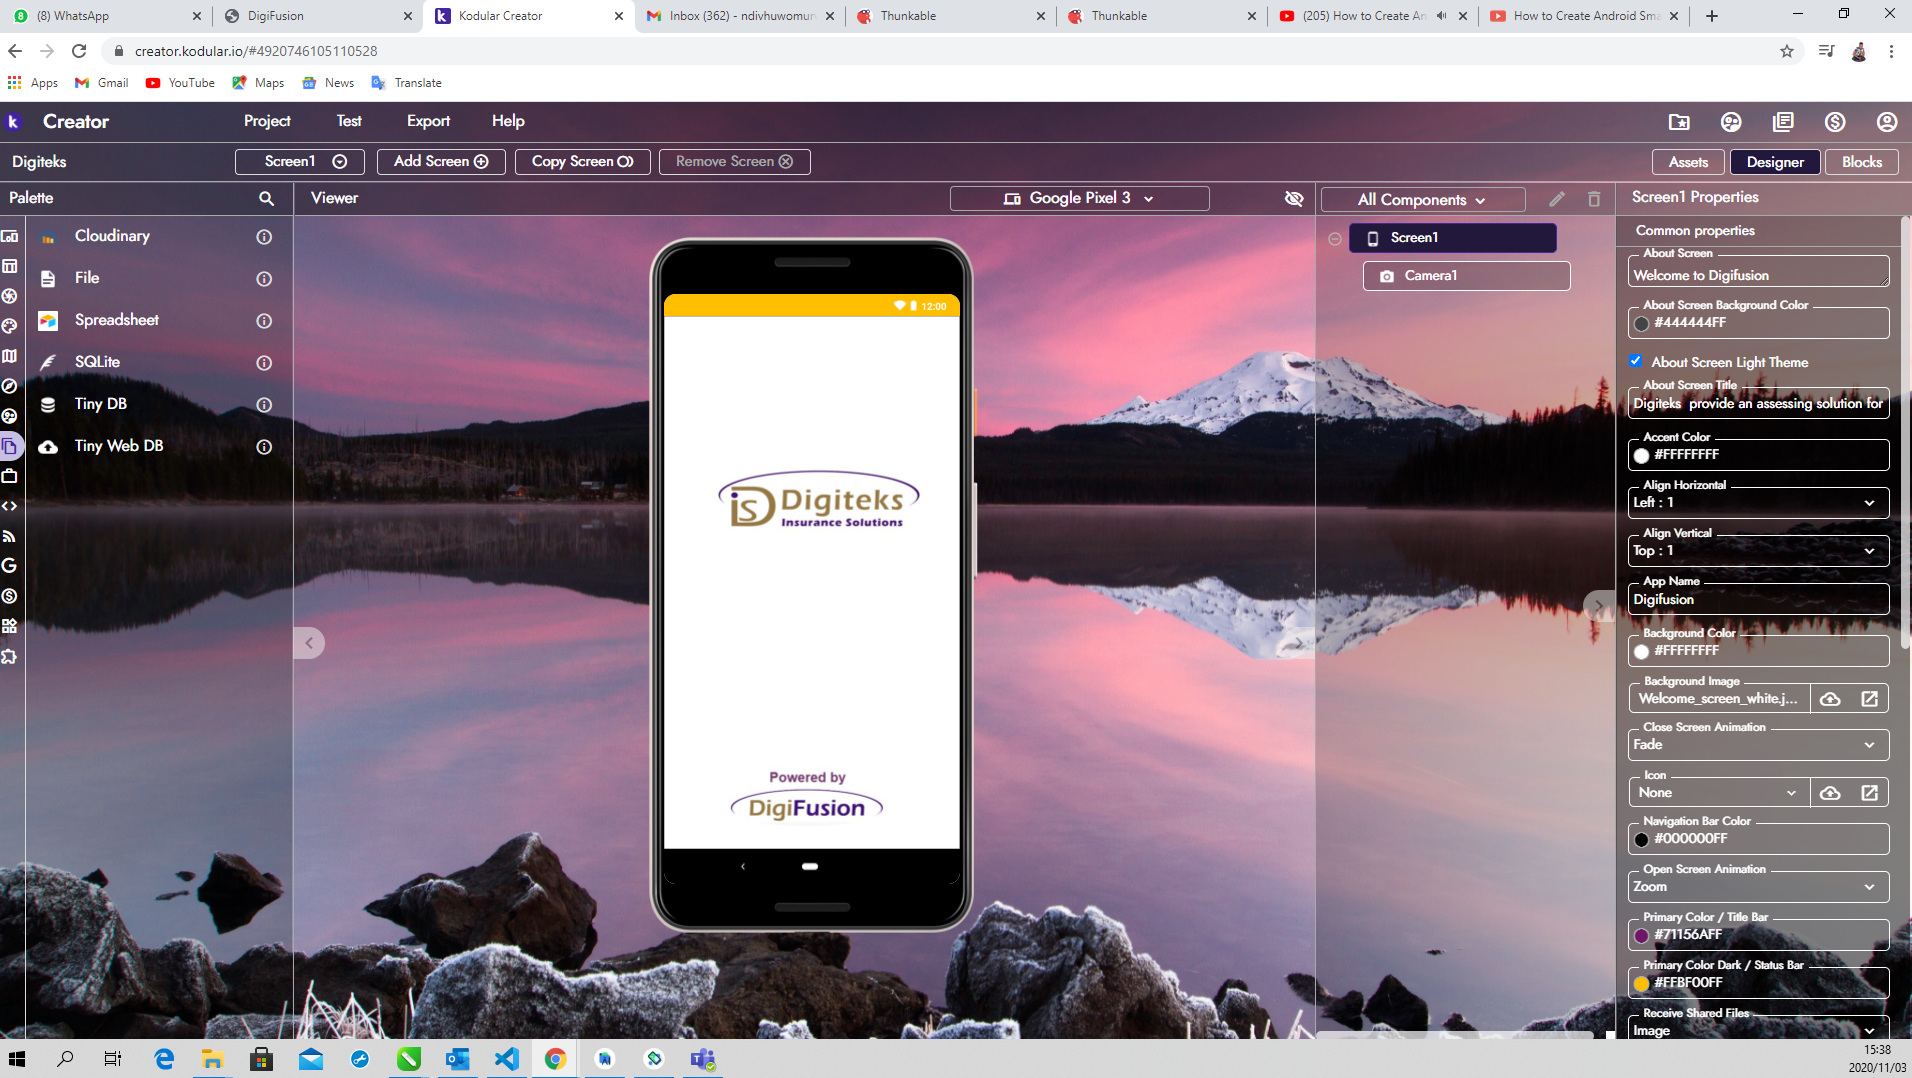 (8) WhatsApp
DigiFusion
Kodular Creator
Inbox (362) - ndivhuwomun
Thunkable
Thunkable
(205) How to Create An
How to Create Android Sma
creator.kodular.io/#4920746105110528
Apps
Gmail
YouTube
Maps
News
Translate
Creator
Project
Test
Export
Help
Digiteks
Screen1
Add Screen
Copy Screen
Remove Screen
Assets
Designer
Blocks
Palette
Viewer
Google Pixel 3
All Components
Screen1 Properties
Cloudinary
File
Spreadsheet
SQLite
Tiny DB
Tiny Web DB
12:00
iSD Digiteks
Insurance Solutions
Powered by
DigiFusion
Screen1
Camera1
Common properties
About Screen
Welcome to Digifusion
About Screen Background Color
#444444FF
About Screen Light Theme
About Screen Title
Digiteks provide an assessing solution for
Accent Color
#FFFFFFFF
Align Horizontal
Left : 1
Align Vertical
Top : 1
App Name
Digifusion
Background Color
#FFFFFFFF
Background Image
Welcome_screen_white.j...
Close Screen Animation
Fade
Icon
None
Navigation Bar Color
#000000FF
Open Screen Animation
Zoom
Primary Color / Title Bar
#71156AFF
Primary Color Dark / Status Bar
#FFBF00FF
Receive Shared Files
Image
15:38
2020/11/03